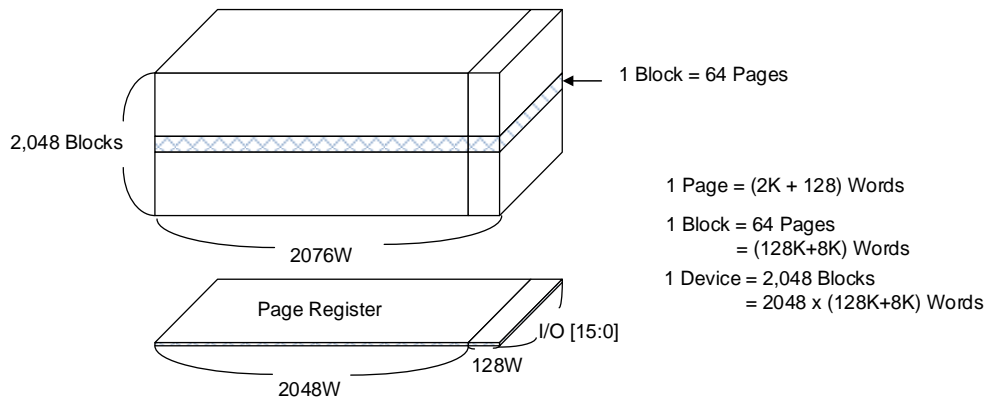 1 Block = 64 Pages
2,048 Blocks
1 Page = (2K + 128) Words
1 Block = 64 Pages
= (128K+8K) Words
2076W
1 Device = 2,048 Blocks
= 2048 x (128K+8K) Words
Page Register
I/O [15:0]
128W
2048W